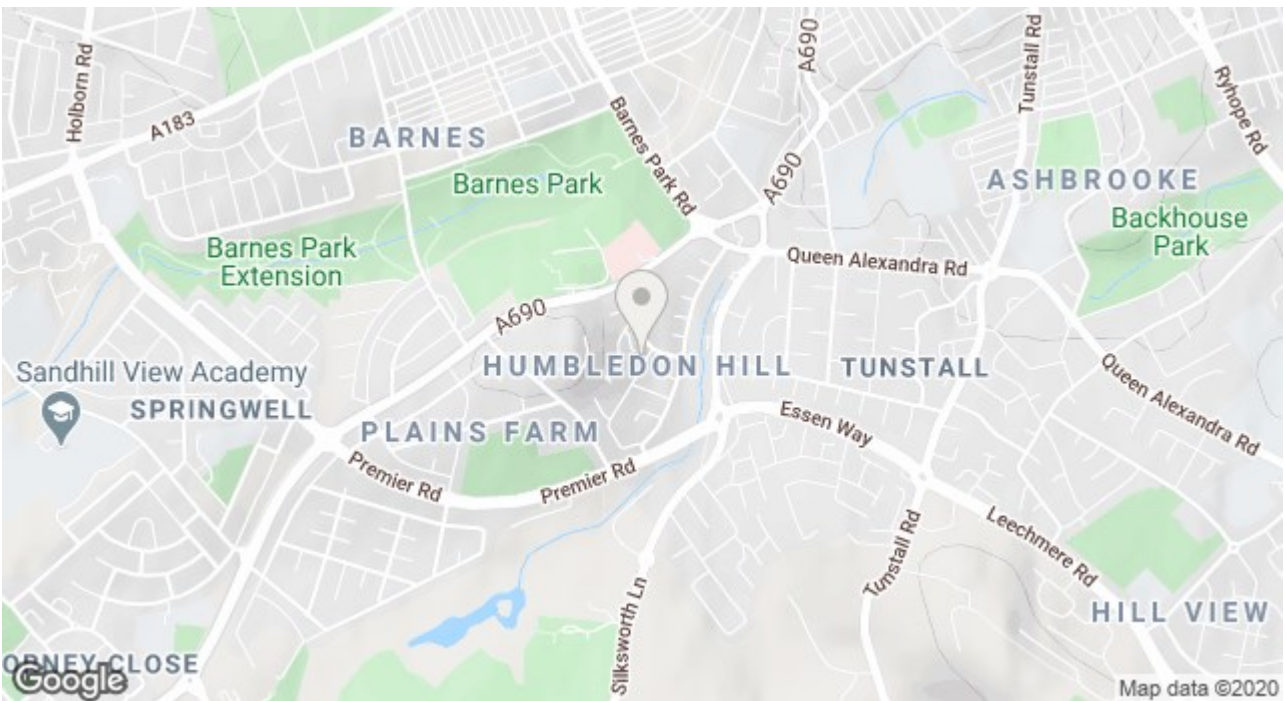 Holborn Rd
A183
BARNES
Barnes Park
Barnes Park Rd
A690
A690
Tunstall Rd
Ryhope Rd
ASHBROOKE
Backhouse
Park
Barnes Park
Extension
Queen Alexandra Rd
A690
Sandhill View Academy
SPRINGWELL
HUMBLEDON HILL
TUNSTALL
Queen Alexandra Rd
PLAINS FARM
Essen Way
Premier Rd
Premier Rd
Leechmere Rd
Tunstall Rd
Silksworth Ln
HILL VIEW
ORNEY CLOSE
Google
Map data ©2020